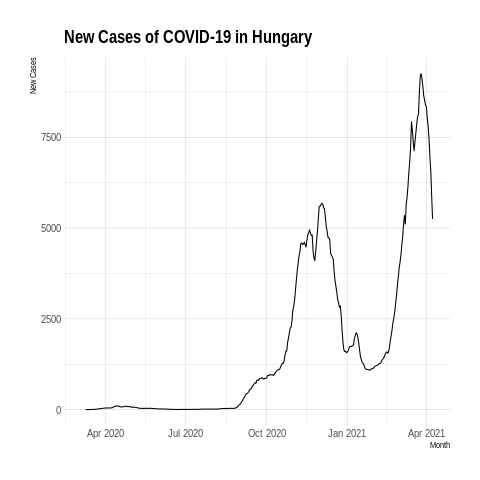 New Cases of COVID-19 in Hungary
New Cases
7500
5000
2500
0
Apr 2020 Jul 2020 Oct 2020 Jan 2021 Apr 2021
Month